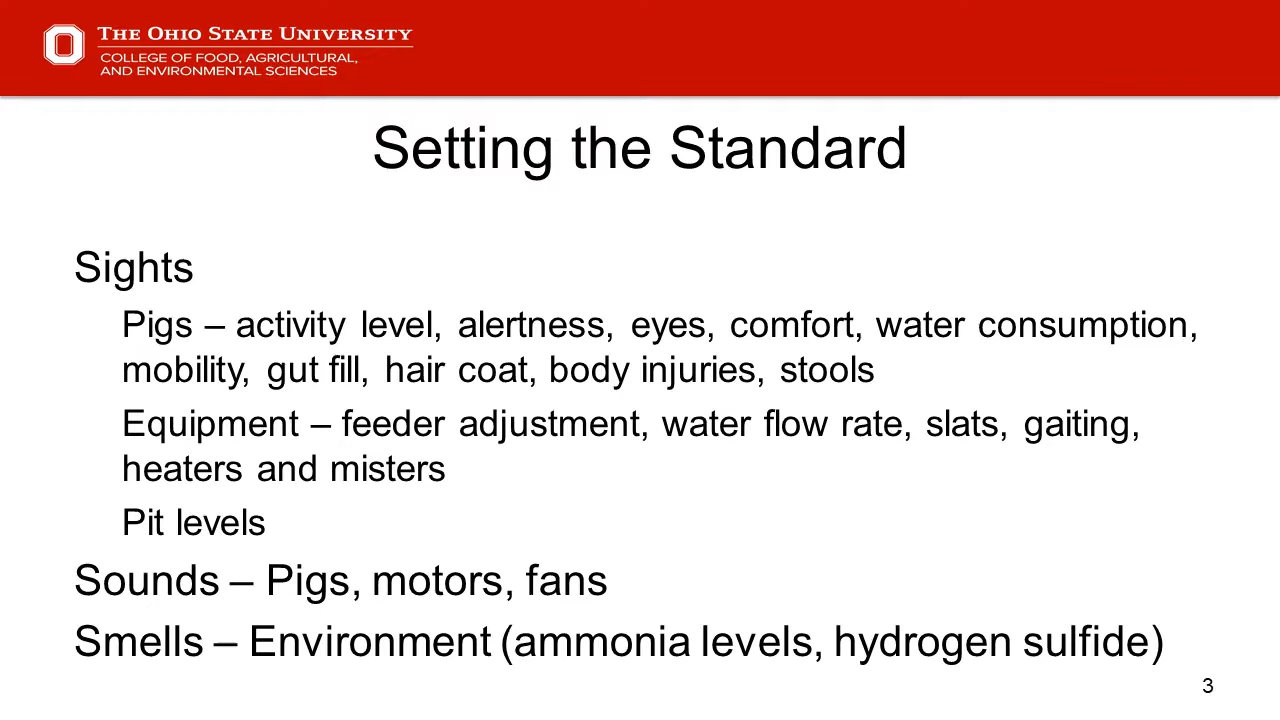 THE OHIO STATE UNIVERSITY
COLLEGE OF FOOD, AGRICULTURAL,
AND ENVIRONMENTAL SCIENCES
Setting the Standard
Sights
Pigs – activity level, alertness, eyes, comfort, water consumption,
mobility, gut fill, hair coat, body injuries, stools
Equipment – feeder adjustment, water flow rate, slats, gaiting,
heaters and misters
Pit levels
Sounds – Pigs, motors, fans
Smells – Environment (ammonia levels, hydrogen sulfide)
3